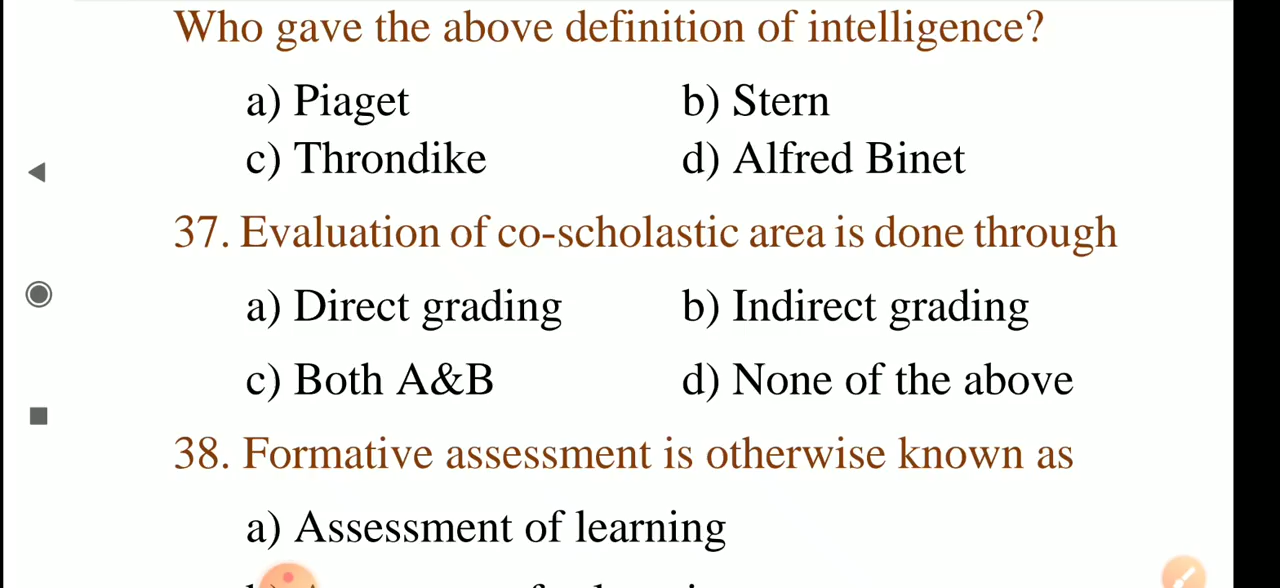 Who gave the above definition of intelligence?
a) Piaget b) Stern
c) Throndike d) Alfred Binet
37. Evaluation of co-scholastic area is done through
a) Direct grading b) Indirect grading
c) Both A&B d) None of the above
38. Formative assessment is otherwise known as
a) Assessment of learning